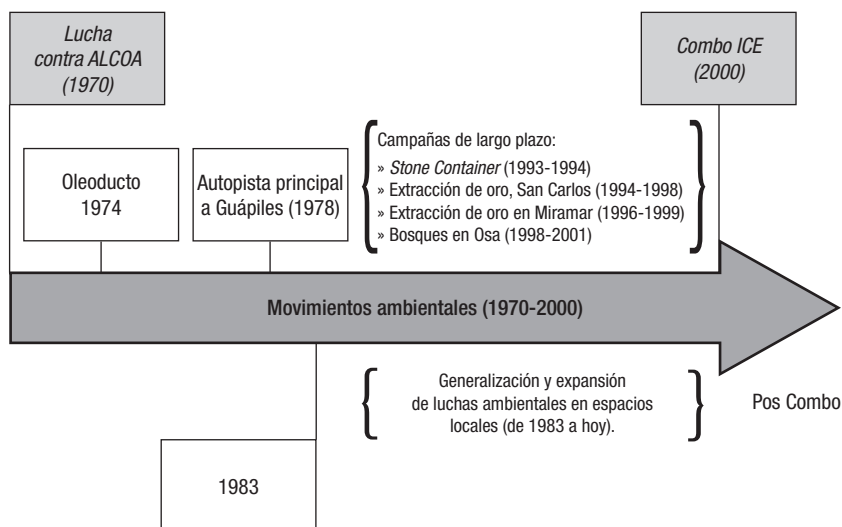 Lucha
contra ALCOA
(1970)
Combo ICE
(2000)
Oleoducto
1974
Autopista principal
a Guápiles (1978)
Campañas de largo plazo:
» Stone Container (1993-1994)
» Extracción de oro, San Carlos (1994-1998)
» Extracción de oro en Miramar (1996-1999)
» Bosques en Osa (1998-2001)
Movimientos ambientales (1970-2000)
Generalización y expansión
de luchas ambientales en espacios
locales (de 1983 a hoy).
Pos Combo
1983